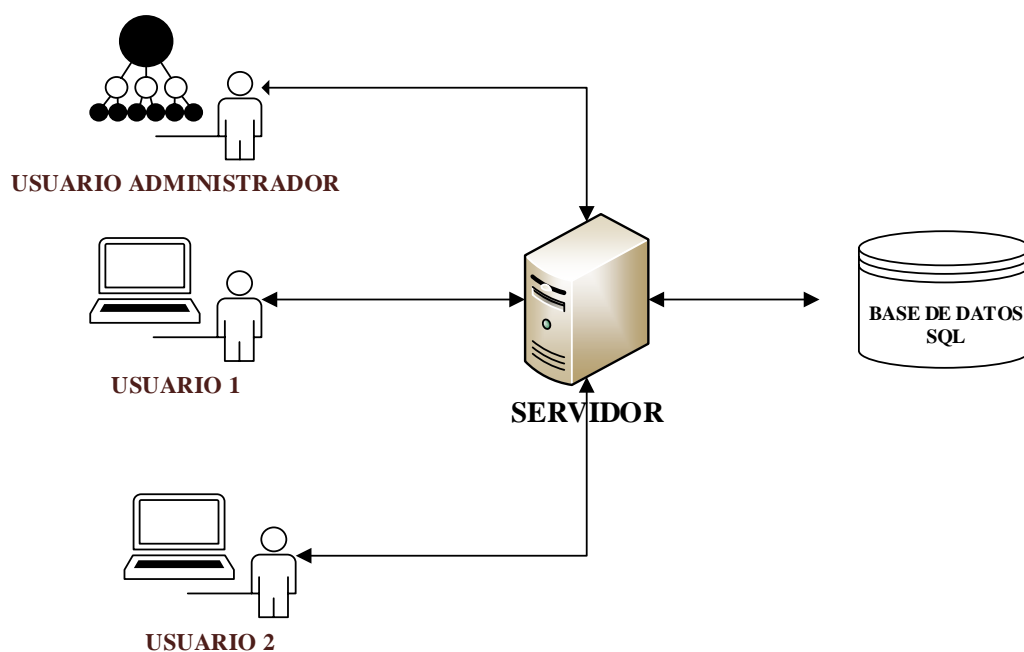 USUARIO ADMINISTRADOR
USUARIO 1
SERVIDOR
BASE DE DATOS
SQL
USUARIO 2